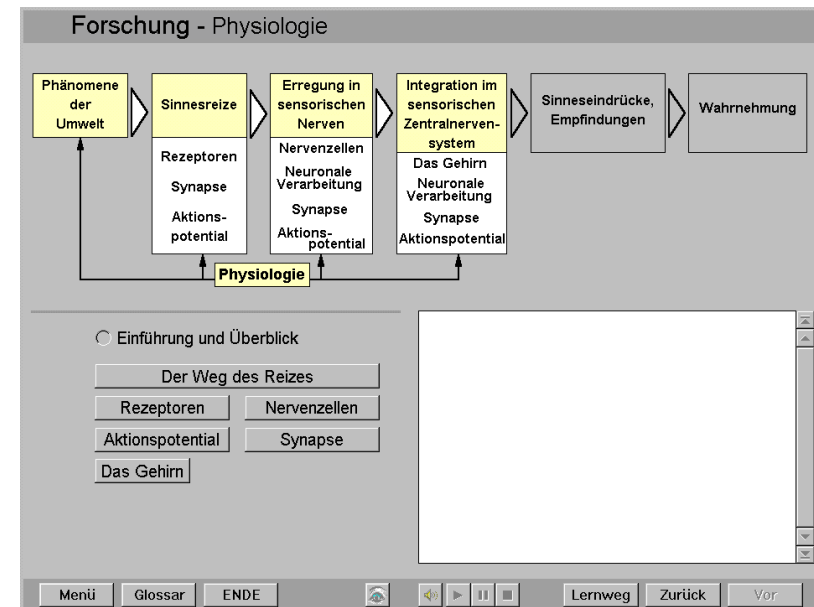 Forschung - Physiologie
Phänomene
der
Umwelt
Sinnesreize
Erregung in
sensorischen
Nerven
Integration im
sensorischen
Zentralnerven-
system
Sinneseindrücke,
Empfindungen
Wahrnehmung
Rezeptoren
Synapse
Aktions-
potential
Nervenzellen
Neuronale
Verarbeitung
Synapse
Aktions-
potential
Das Gehirn
Neuronale
Verarbeitung
Synapse
Aktionspotential
Physiologie
Einführung und Überblick
Der Weg des Reizes
Rezeptoren Nervenzellen
Aktionspotential Synapse
Das Gehirn
Menü Glossar ENDE Lernweg Zurück Vor